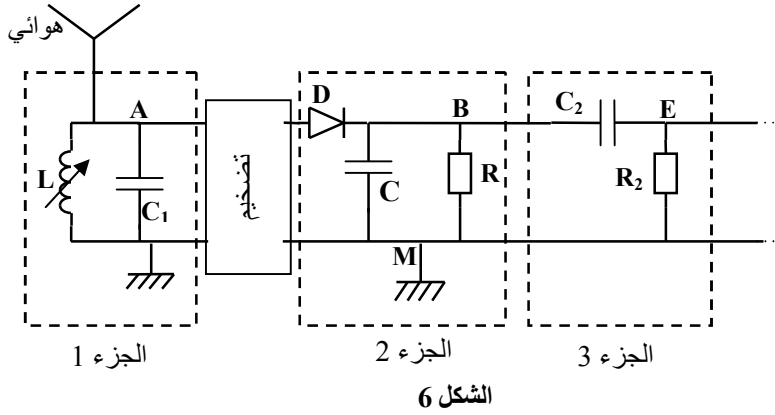 هوائي
D
A
B
C₂
E
L
C₁
تضخيم
C
R
R₂
M
الجزء 1
الجزء 2
الجزء 3
الشكل 6